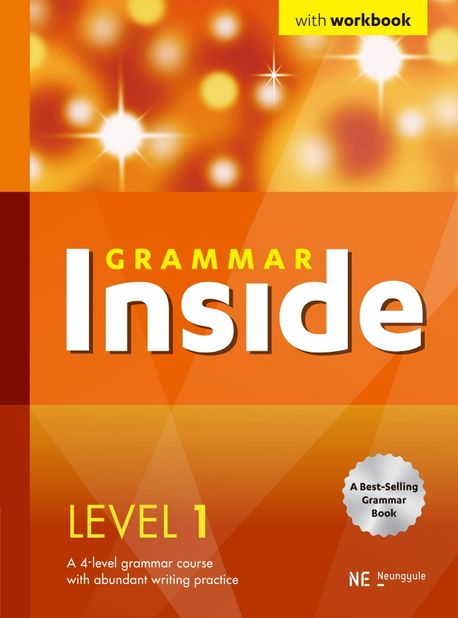 with workbook
GRAMMAR
Inside
LEVEL 1
A 4-level grammar course
with abundant writing practice
A Best-Selling
Grammar
Book
NE Neungyule